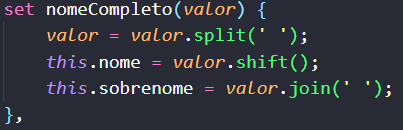 set nomeCompleto(valor) {
    valor = valor.split(' ');
    this.nome = valor.shift();
    this.sobrenome = valor.join(' ');
},